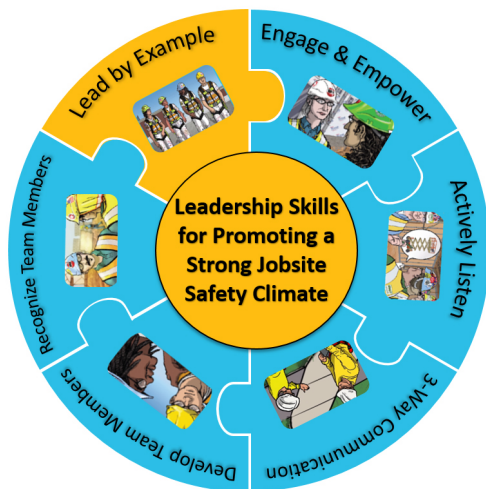 Leadership Skills
for Promoting a
Strong Jobsite
Safety Climate
Lead by Example
Engage & Empower
Actively Listen
3-Way Communication
Develop Team Members
Recognize Team Members